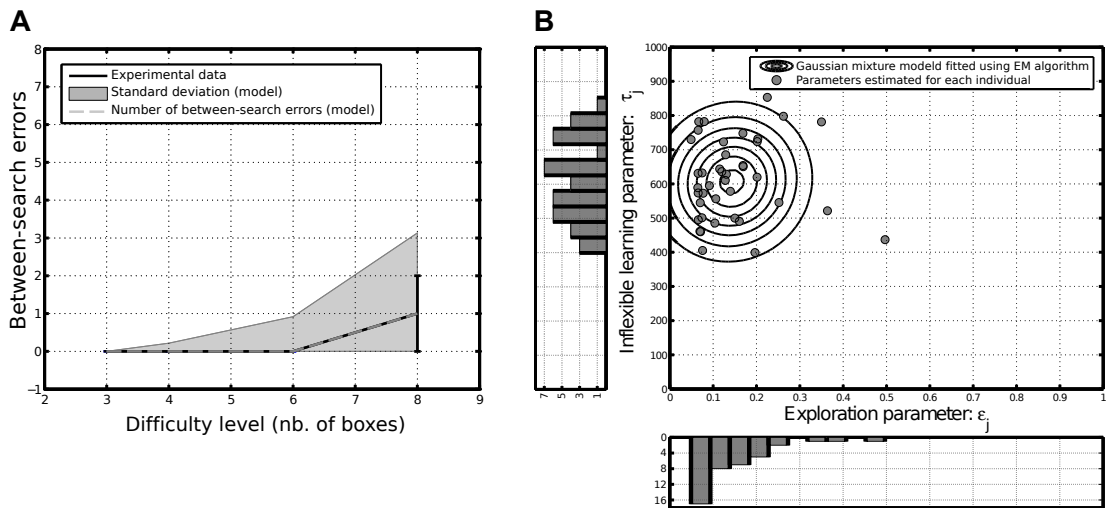 A
8
7
6
5
4
3
2
1
0
−1
2 3 4 5 6 7 8 9
Between-search errors
Difficulty level (nb. of boxes)
Experimental data
Standard deviation (model)
Number of between-search errors (model)
B
7 5 3 1
1000
900
800
700
600
500
400
300
200
100
0
Inflexible learning parameter: τj
Gaussian mixture modeld fitted using EM algorithm
Parameters estimated for each individual
0 0.1 0.2 0.3 0.4 0.5 0.6 0.7 0.8 0.9 1
Exploration parameter: εj
0
4
8
12
16